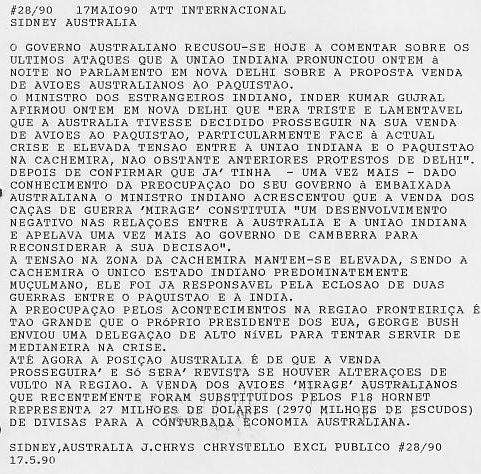 #28/90 17MAIO90 ATT INTERNACIONAL
SIDNEY AUSTRALIA
O GOVERNO AUSTRALIANO RECUSOU-SE HOJE A COMENTAR SOBRE OS
ULTIMOS ATAQUES QUE A UNIAO INDIANA PRONUNCIOU ONTEM à
NOITE NO PARLAMENTO EM NOVA DELHI SOBRE A PROPOSTA VENDA
DE AVIOES AUSTRALIANOS AO PAQUISTAO.
O MINISTRO DOS ESTRANGEIROS INDIANO, INDER KUMAR GUJRAL
AFIRMOU ONTEM EM NOVA DELHI QUE "ERA TRISTE E LAMENTAVEL
QUE A AUSTRALIA TIVESSE DECIDIDO PROSSEGUIR NA SUA VENDA
DE AVIOES AO PAQUISTAO, PARTICULARMENTE FACE à ACTUAL
CRISE E ELEVADA TENSAO ENTRE A UNIAO INDIANA E O PAQUISTAO
NA CACHEMIRA, NAO OBSTANTE ANTERIORES PROTESTOS DE DELHI".
DEPOIS DE CONFIRMAR QUE JA' TINHA - UMA VEZ MAIS - DADO
CONHECIMENTO DA PREOCUPAÇAO DO SEU GOVERNO à EMBAIXADA
AUSTRALIANA O MINISTRO INDIANO ACRESCENTOU QUE A VENDA DOS
CAÇAS DE GUERRA 'MIRAGE' CONSTITUIA "UM DESENVOLVIMENTO
NEGATIVO NAS RELAÇOES ENTRE A AUSTRALIA E A UNIAO INDIANA
E APELAVA UMA VEZ MAIS AO GOVERNO DE CAMBERRA PARA
RECONSIDERAR A SUA DECISAO".
A TENSAO NA ZONA DA CACHEMIRA MANTEM-SE ELEVADA, SENDO A
CACHEMIRA O UNICO ESTADO INDIANO PREDOMINATEMENTE
MUÇULMANO, ELE FOI JA RESPONSAVEL PELA ECLOSAO DE DUAS
GUERRAS ENTRE O PAQUISTAO E A INDIA.
A PREOCUPAÇAO PELOS ACONTECIMENTOS NA REGIAO FRONTEIRIÇA É
TAO GRANDE QUE O PRóPRIO PRESIDENTE DOS EUA, GEORGE BUSH
ENVIOU UMA DELEGAÇAO DE ALTO NíVEL PARA TENTAR SERVIR DE
MEDIANEIRA NA CRISE.
ATÉ AGORA A POSIÇAO AUSTRALIA É DE QUE A VENDA
PROSSEGUIRA' E Só SERA' REVISTA SE HOUVER ALTERAÇOES DE
VULTO NA REGIAO. A VENDA DOS AVIOES 'MIRAGE' AUSTRALIANOS
QUE RECENTEMENTE FORAM SUBSTITUIDOS PELOS F18 HORNET
REPRESENTA 27 MILHOES DE DOLARES (2970 MILHOES DE ESCUDOS)
DE DIVISAS PARA A CONTURBADA ECONOMIA AUSTRALIANA.
SIDNEY,AUSTRALIA J.CHRYS CHRYSTELLO EXCL PUBLICO #28/90
17.5.90